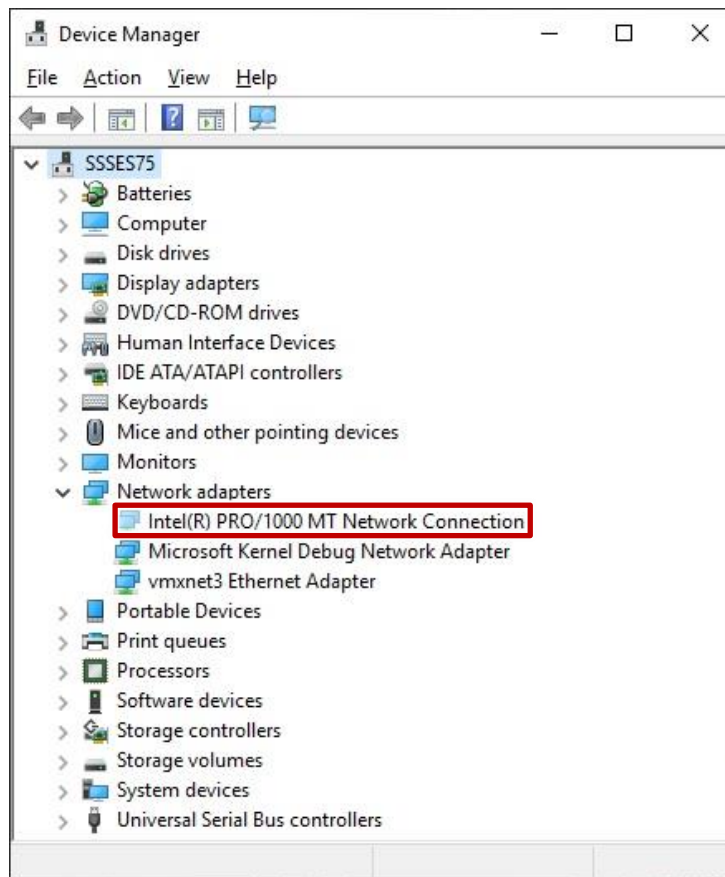 Device Manager
File Action View Help
SSSES75
Batteries
Computer
Disk drives
Display adapters
DVD/CD-ROM drives
Human Interface Devices
IDE ATA/ATAPI controllers
Keyboards
Mice and other pointing devices
Monitors
Network adapters
Intel(R) PRO/1000 MT Network Connection
Microsoft Kernel Debug Network Adapter
vmxnet3 Ethernet Adapter
Portable Devices
Print queues
Processors
Software devices
Storage controllers
Storage volumes
System devices
Universal Serial Bus controllers